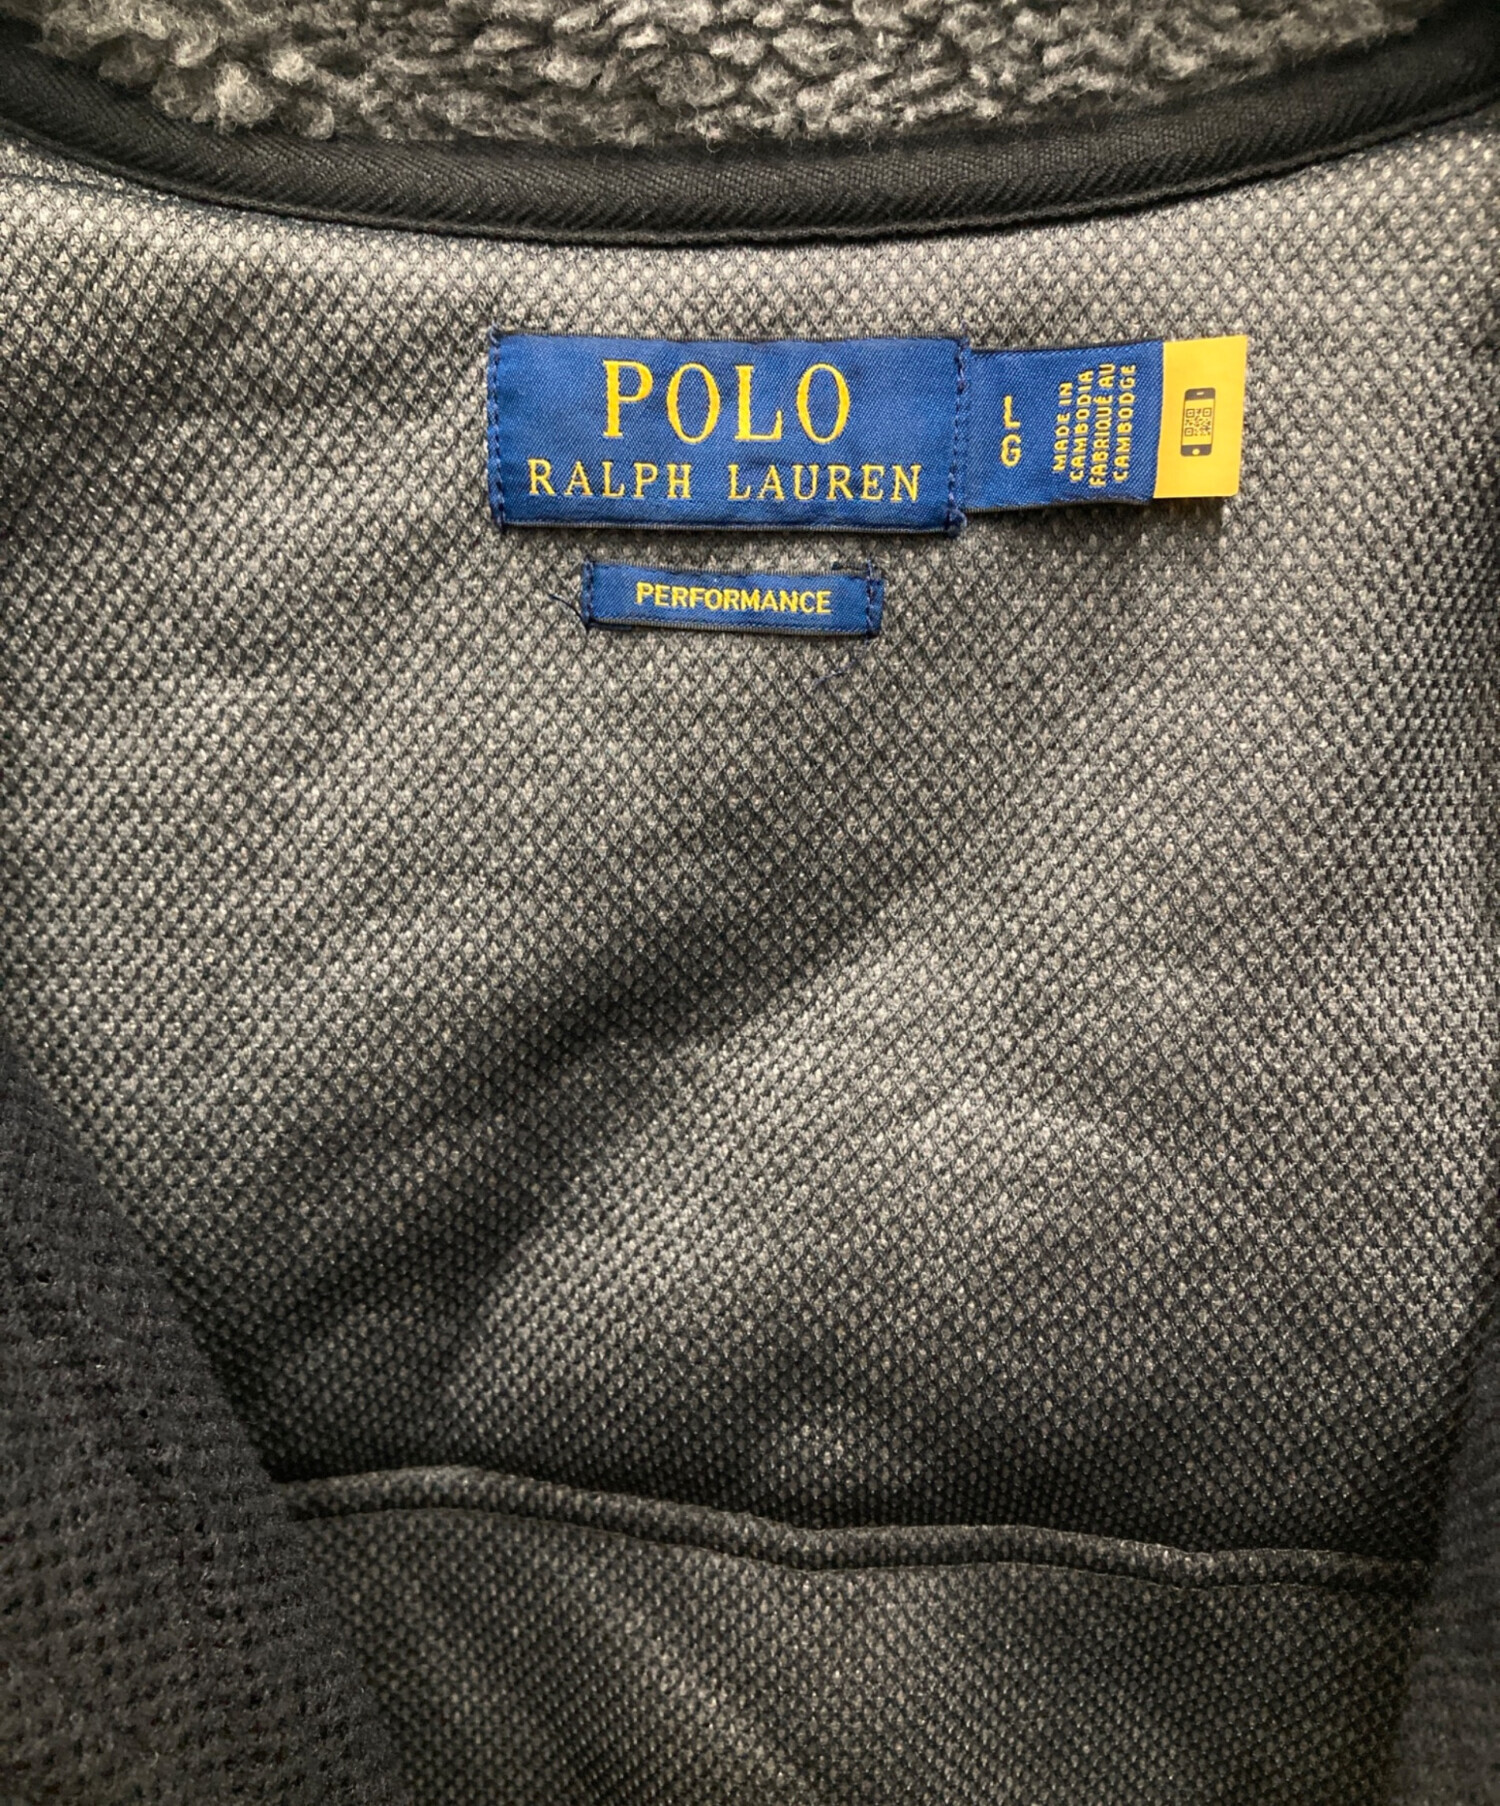 POLO
RALPH LAUREN
L
G
MADE IN
CAMBODIA
FABRIQUÉ AU
CAMBODGE
PERFORMANCE